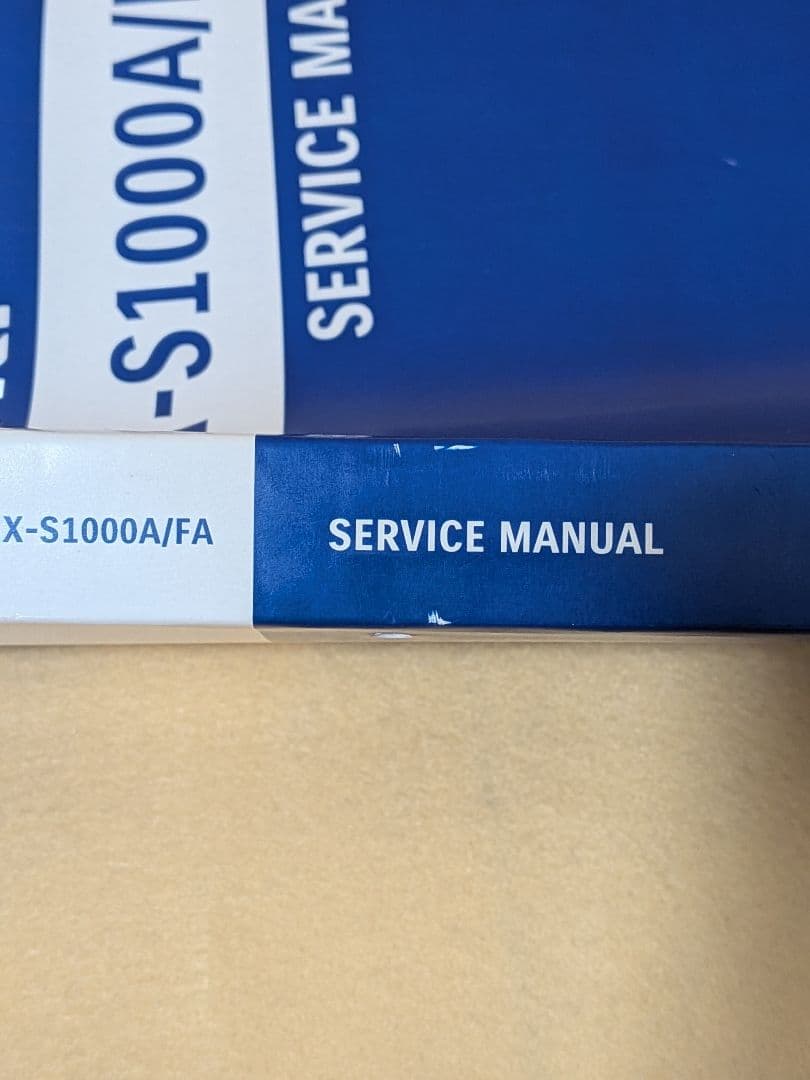 -S1000A/
SERVICE MA
X-S1000A/FA
SERVICE MANUAL